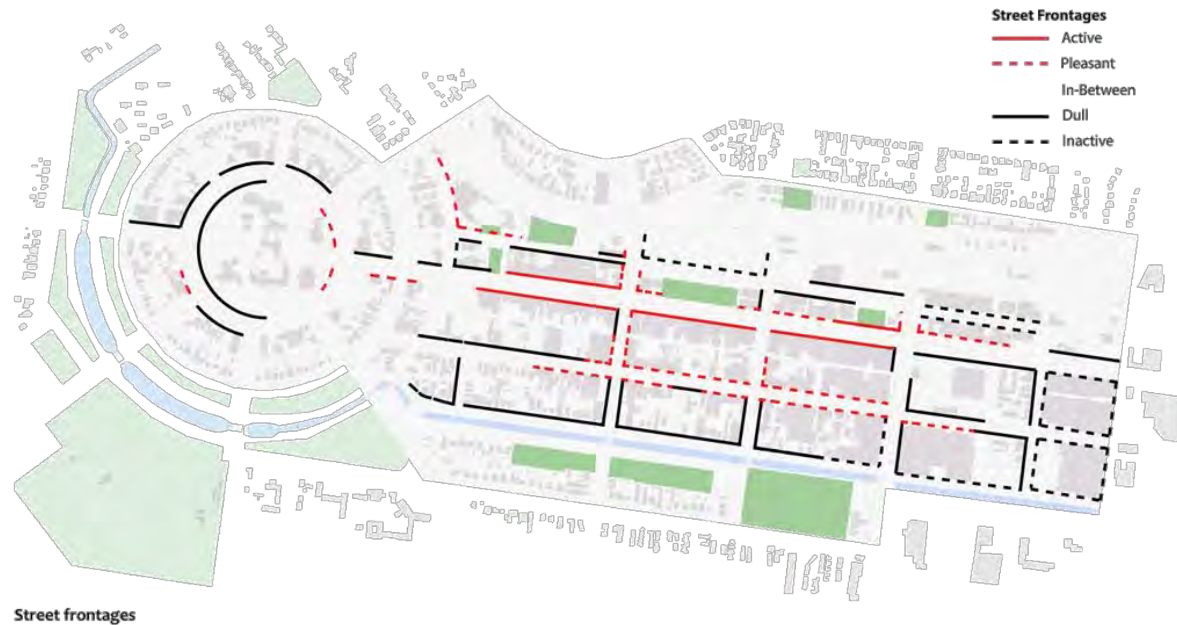 Street Frontages
Active
Pleasant
In-Between
Dull
Inactive
Street frontages